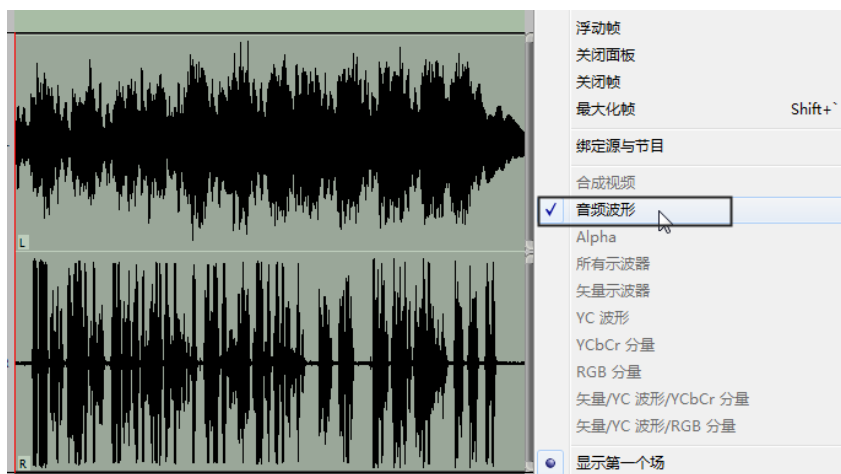 浮动帧
关闭面板
关闭帧
最大化帧 Shift+`
绑定源与节目
合成视频
音频波形
Alpha
所有示波器
矢量示波器
YC 波形
YCbCr 分量
RGB 分量
矢量/YC 波形/YCbCr 分量
矢量/YC 波形/RGB 分量
显示第一个场
L
R